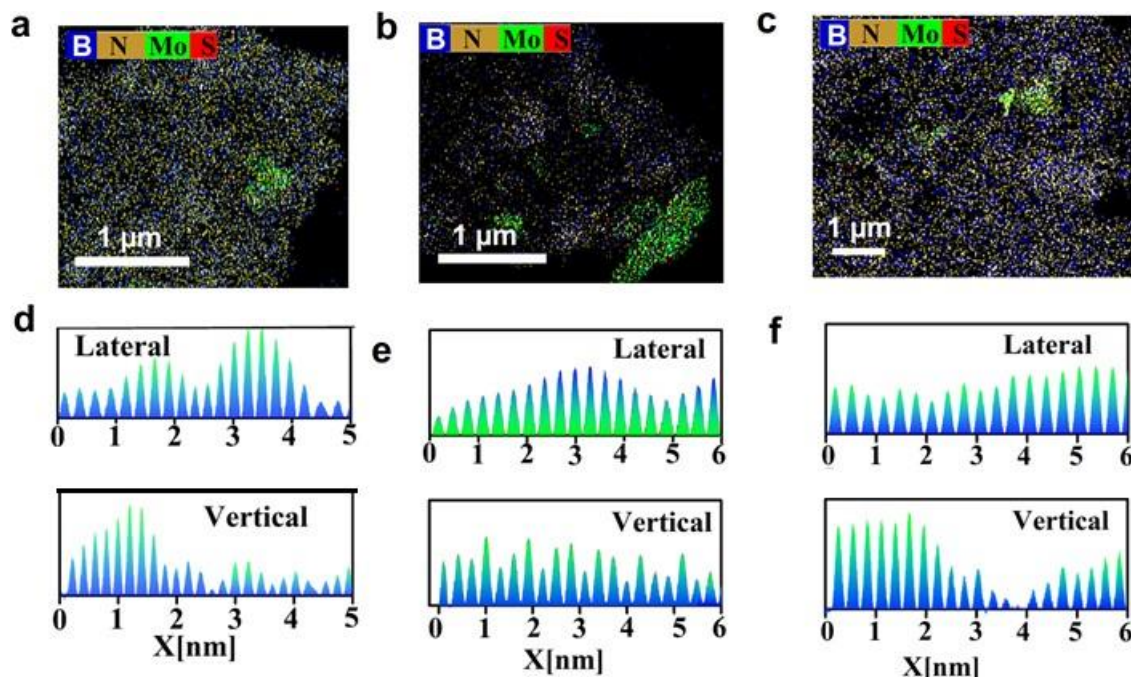 a
B N Mo S
1 µm
b
B N Mo S
1 µm
c
B N Mo S
1 µm
d
Lateral
0 1 2 3 4 5
Vertical
0 1 2 3 4 5
X[nm]
e
Lateral
0 1 2 3 4 5 6
Vertical
0 1 2 3 4 5 6
X[nm]
f
Lateral
0 1 2 3 4 5 6
Vertical
0 1 2 3 4 5 6
X[nm]